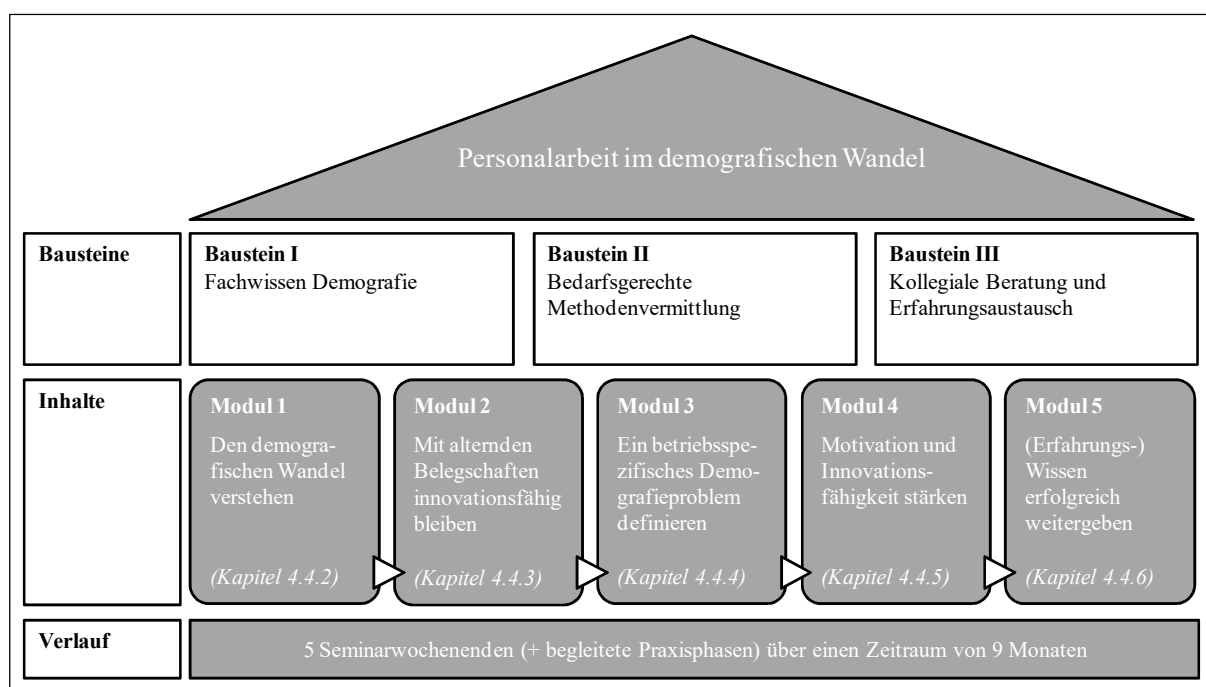 Personalarbeit im demografischen Wandel
Bausteine
Baustein I
Fachwissen Demografie
Baustein II
Bedarfsgerechte
Methodenvermittlung
Baustein III
Kollegiale Beratung und
Erfahrungsaustausch
Inhalte
Modul 1
Den demogra-
fischen Wandel
verstehen
(Kapitel 4.4.2)
Modul 2
Mit alternden
Belegschaften
innovationsfähig
bleiben
(Kapitel 4.4.3)
Modul 3
Ein betriebsspe-
zifisches Demo-
grafieproblem
definieren
(Kapitel 4.4.4)
Modul 4
Motivation und
Innovations-
fähigkeit stärken
(Kapitel 4.4.5)
Modul 5
(Erfahrungs-)
Wissen
erfolgreich
weitergeben
(Kapitel 4.4.6)
Verlauf
5 Seminarwochenenden (+ begleitete Praxisphasen) über einen Zeitraum von 9 Monaten